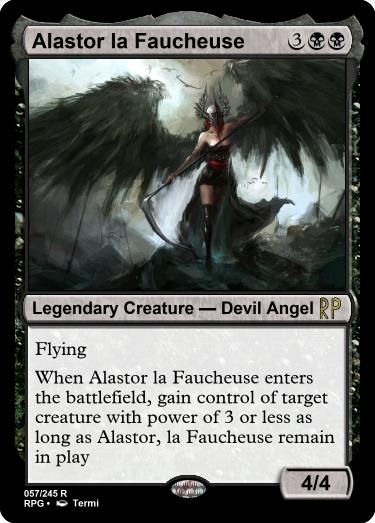 Alastor la Faucheuse 3
Legendary Creature — Devil Angel RP
Flying
When Alastor la Faucheuse enters
the battlefield, gain control of target
creature with power of 3 or less as
long as Alastor, la Faucheuse remain
in play
4/4
057/245 R
RPG • Termi